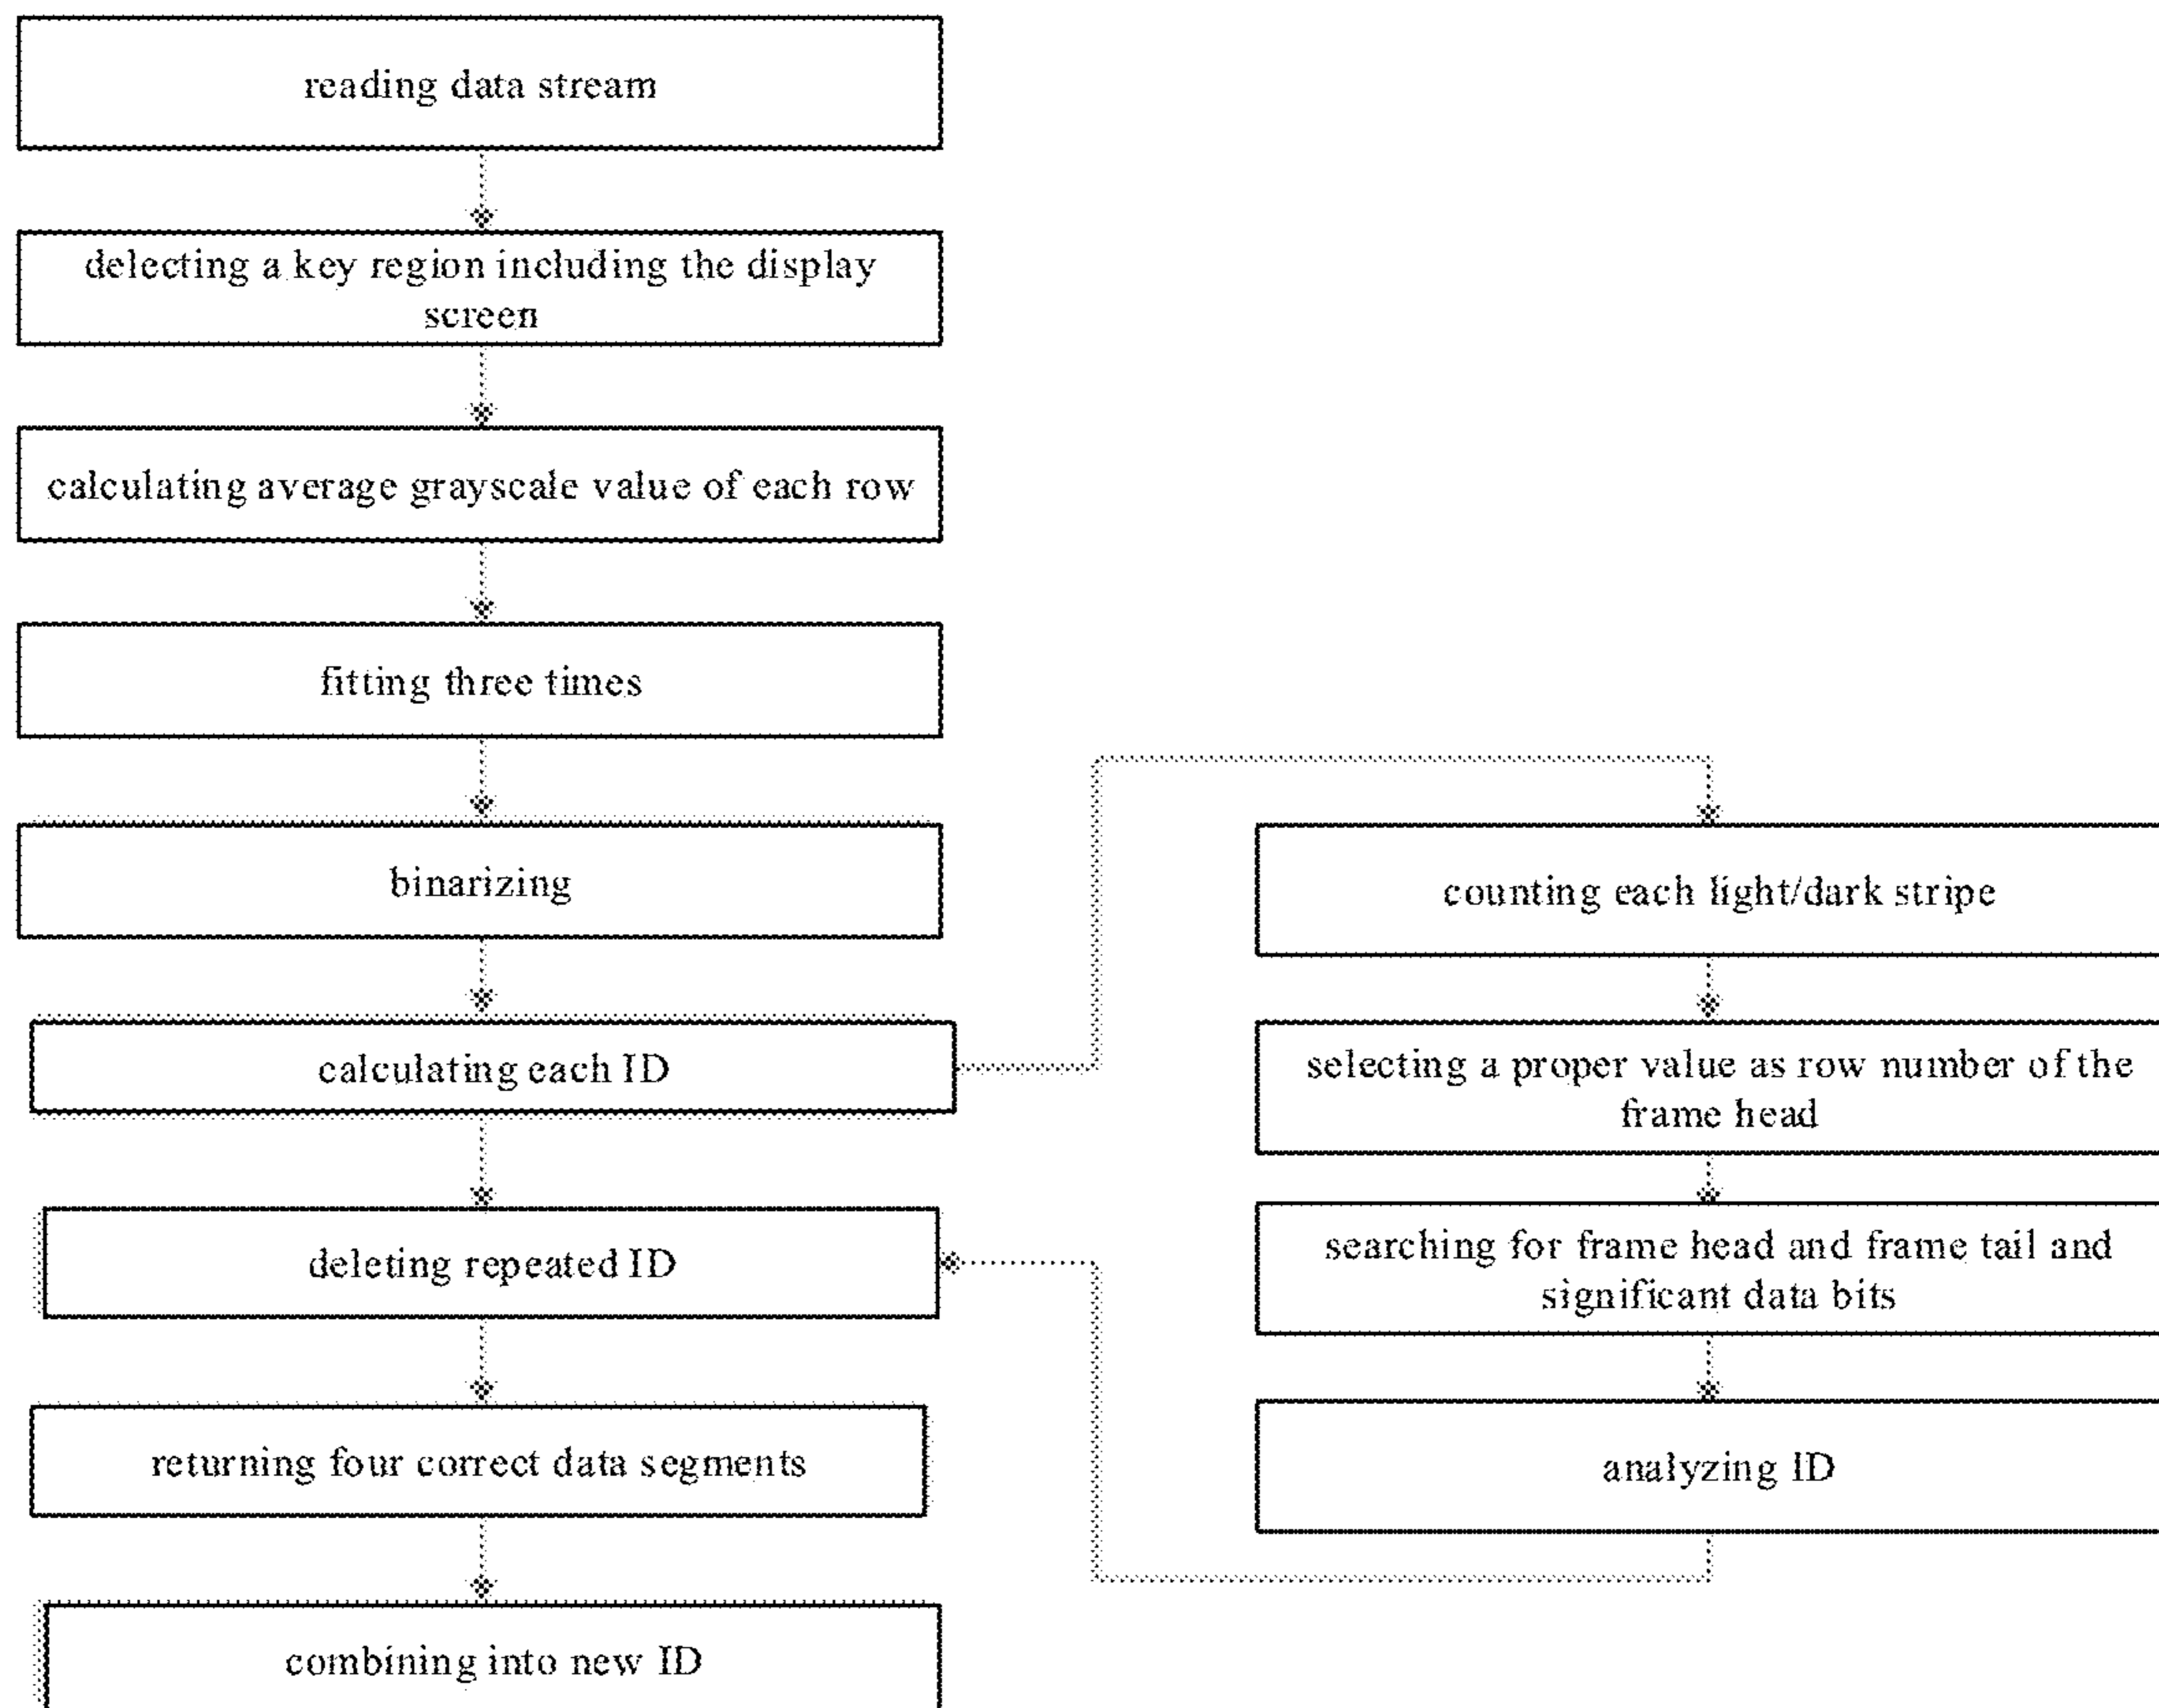 reading data stream
delecting a key region including the display
screen
calculating average grayscale value of each row
fitting three times
binarizing
calculating each ID
deleting repeated ID
returning four correct data segments
combining into new ID
counting each light/dark stripe
selecting a proper value as row number of the
frame head
searching for frame head and frame tail and
significant data bits
analyzing ID